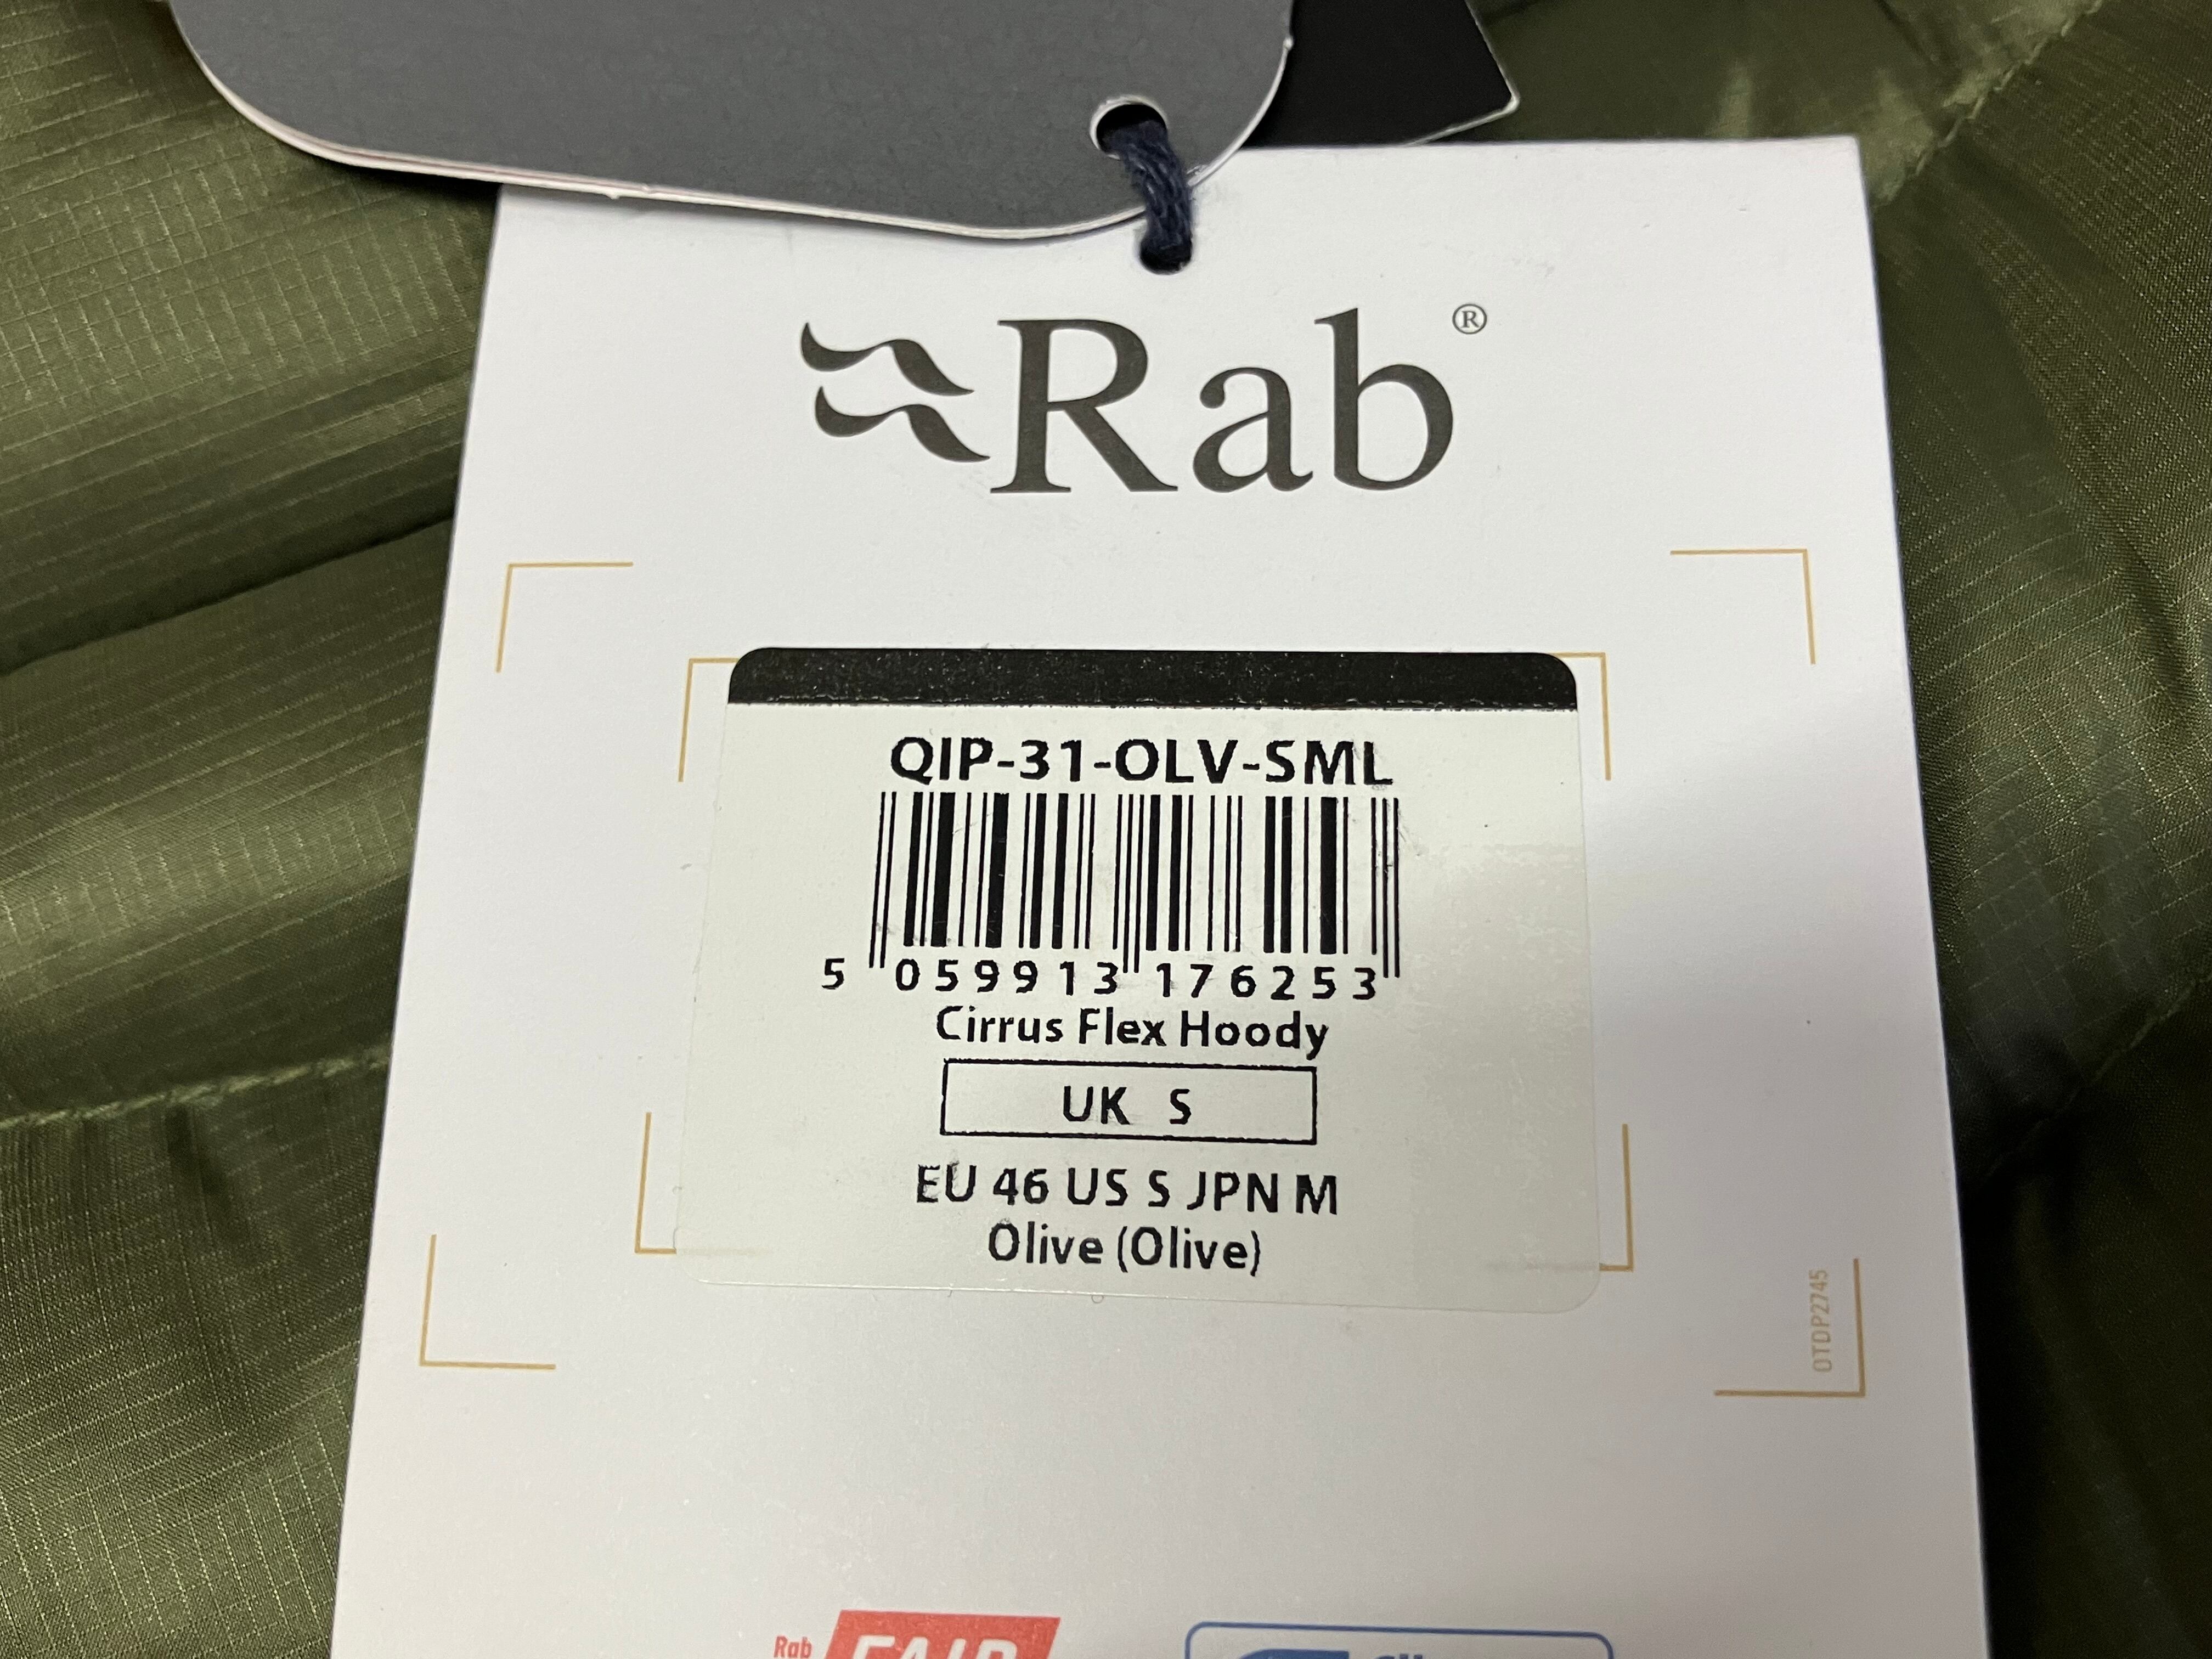 Rab®
QIP-31-OLV-SML
5 059913 176253
Cirrus Flex Hoody
UK S
EU 46 US S JPN M
Olive (Olive)
OTDP2745
Rab
FAIR